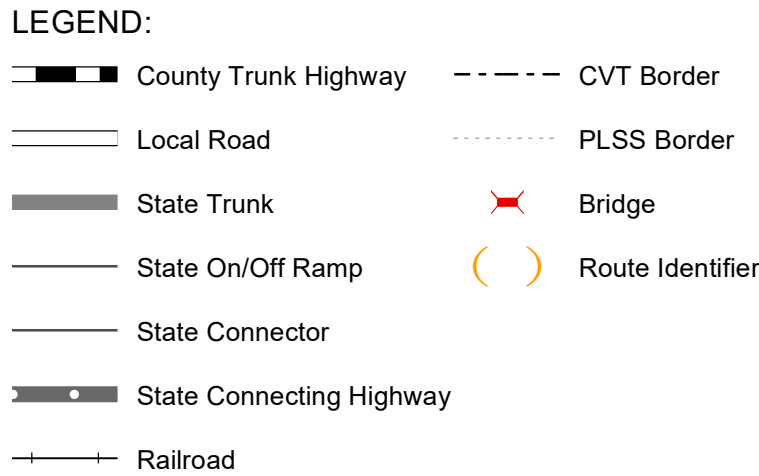 LEGEND:
County Trunk Highway
CVT Border
Local Road
PLSS Border
State Trunk
Bridge
State On/Off Ramp
Route Identifier
State Connector
State Connecting Highway
Railroad